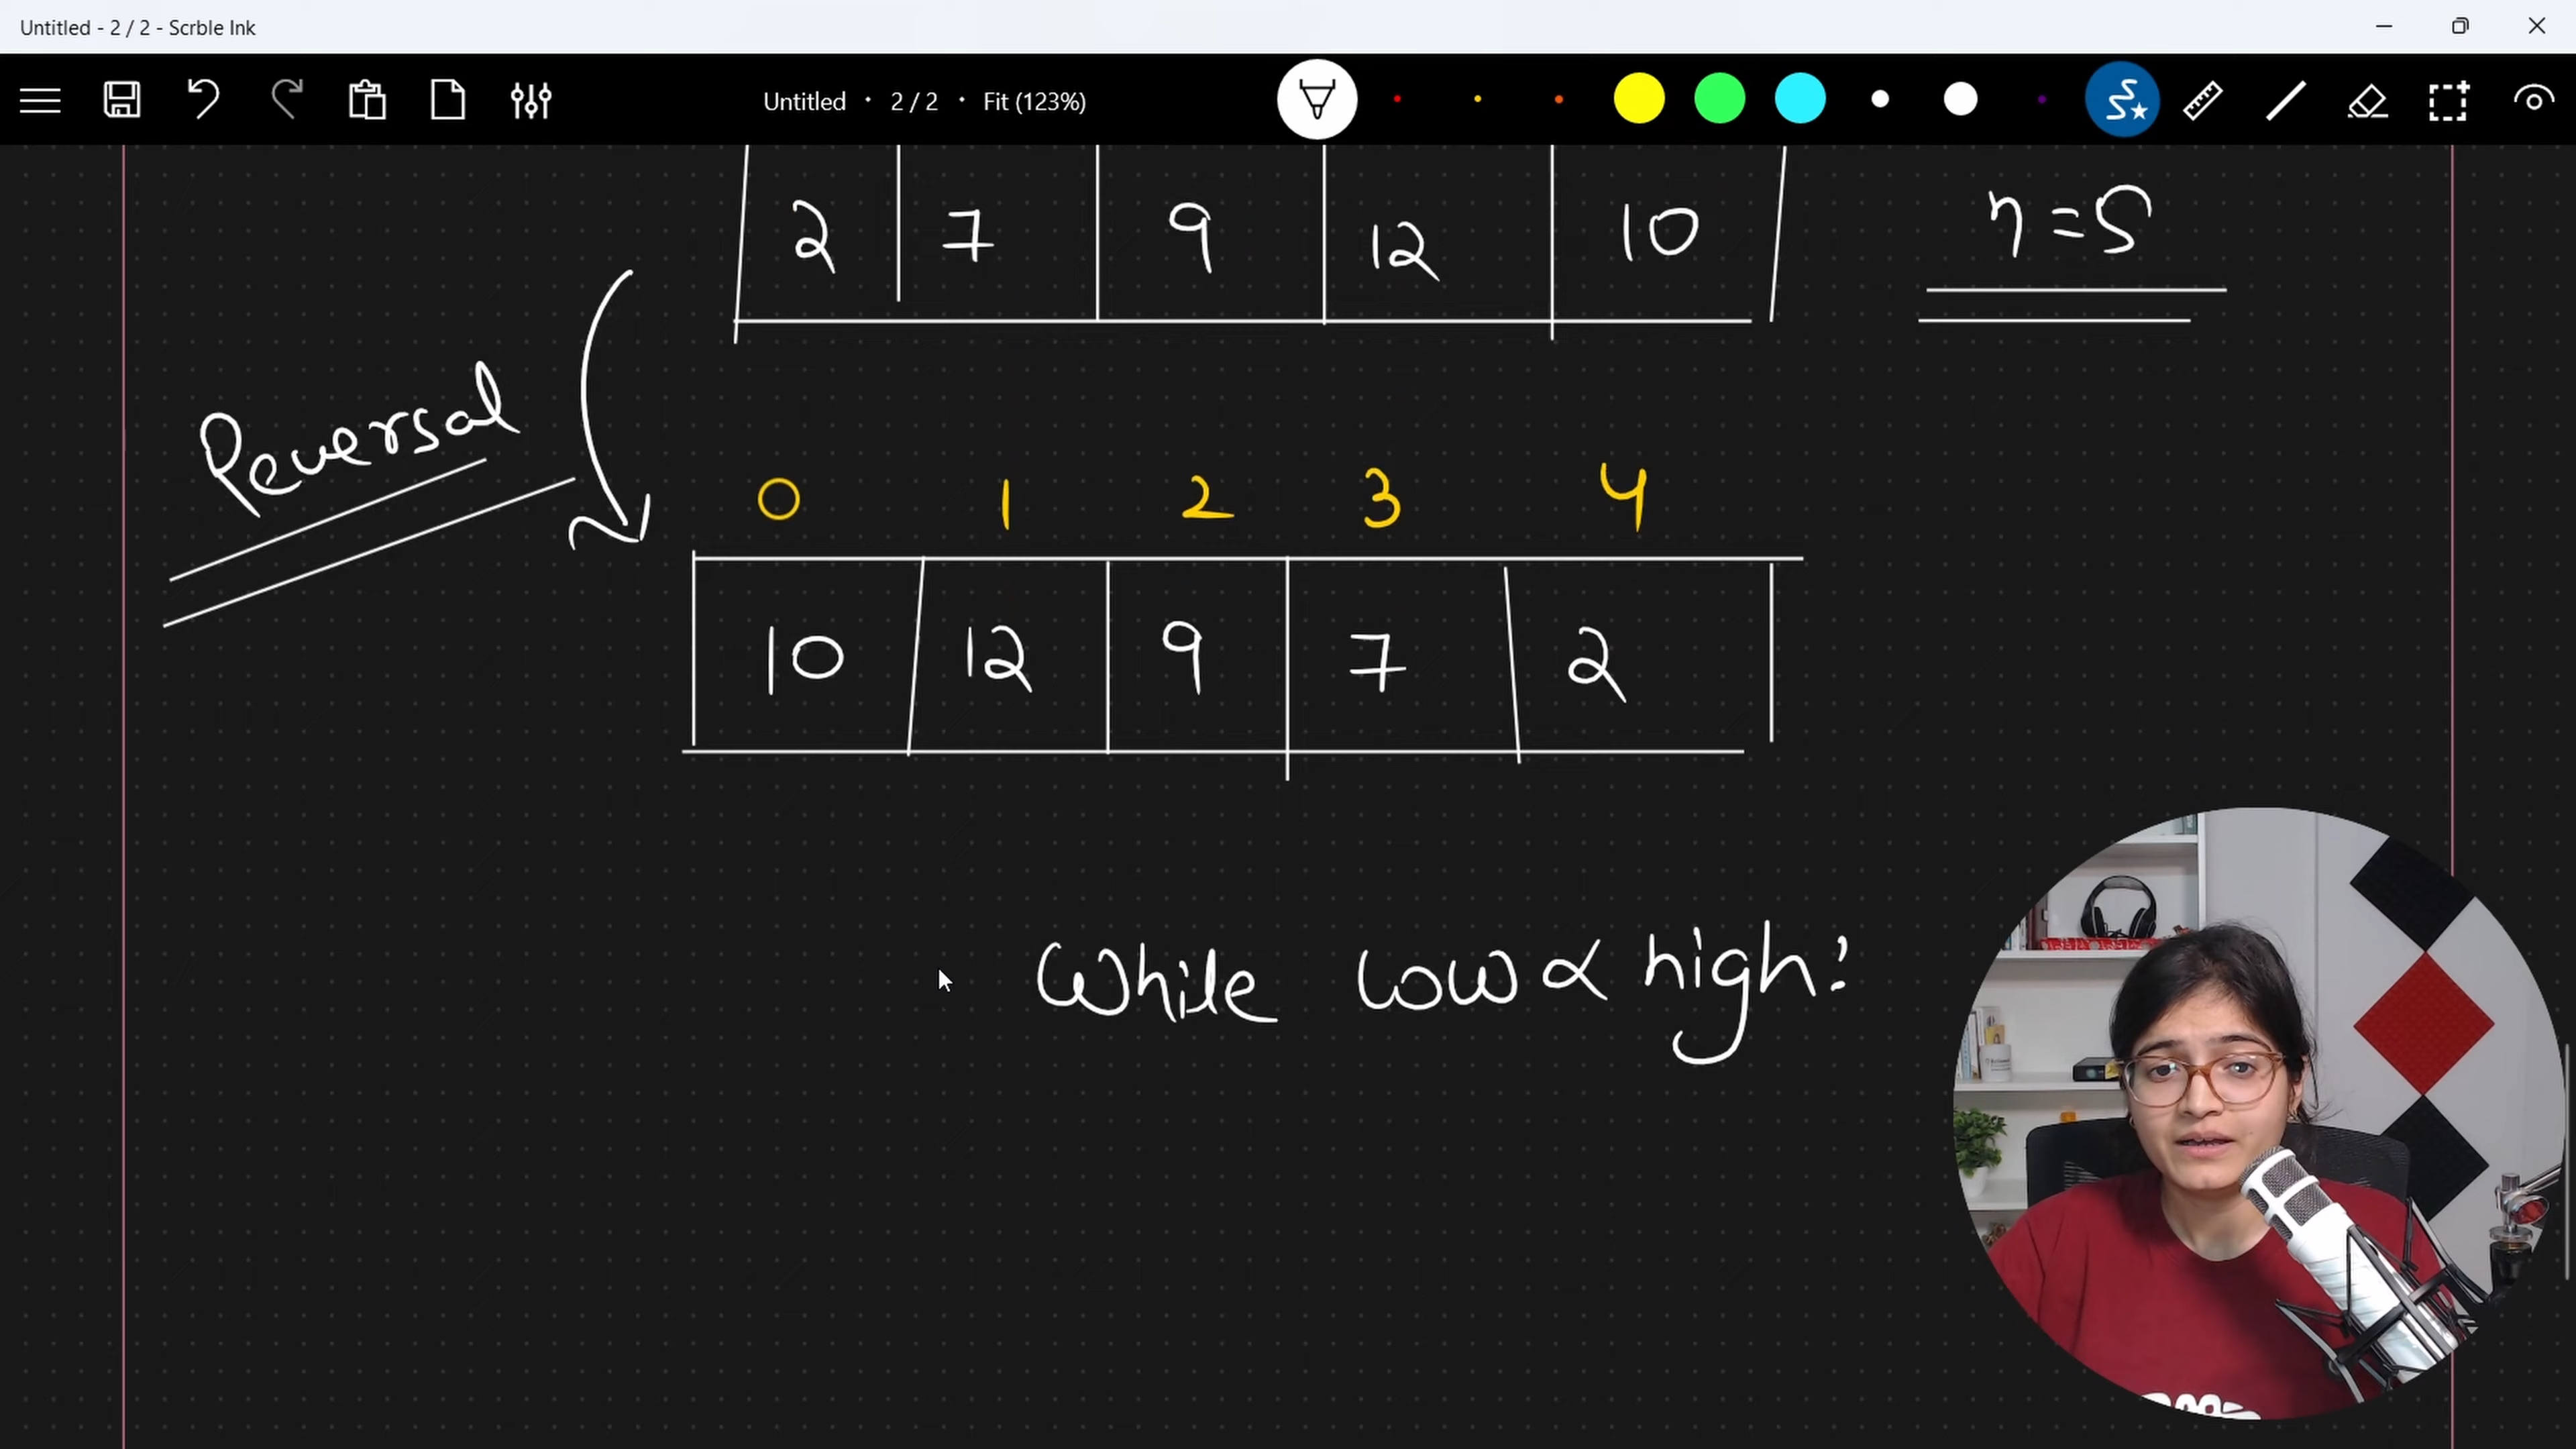 Untitled - 2 / 2 - Scrble Ink
Untitled • 2 / 2 • Fit (123%)
2 7 9 12 10 n=5
Reversal
0 1 2 3 4
10 12 9 7 2
While low < high: